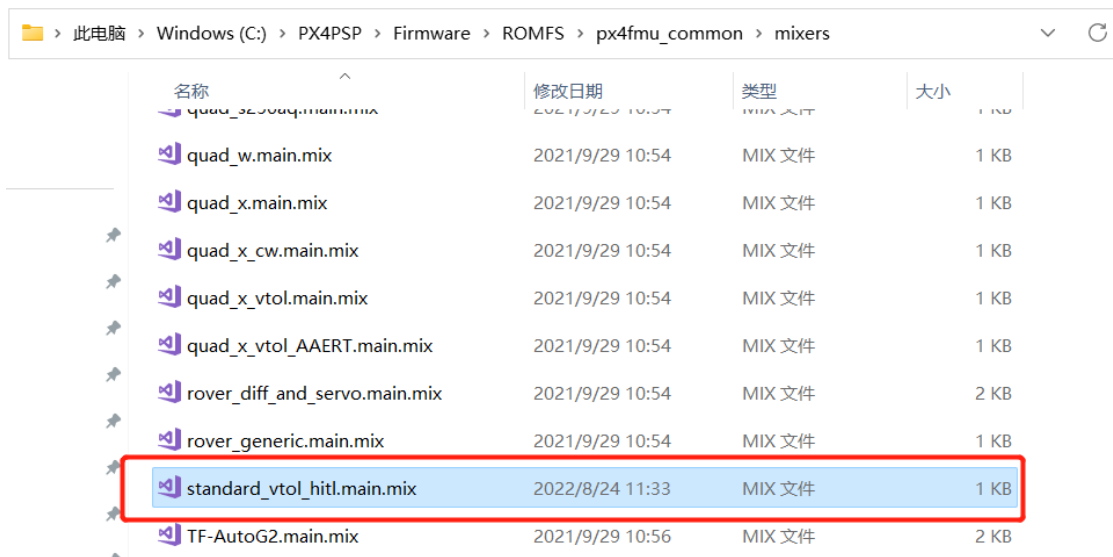 此电脑 > Windows (C:) > PX4PSP > Firmware > ROMFS > px4fmu_common > mixers
名称 修改日期 类型 大小
quad_w.main.mix 2021/9/29 10:54 MIX 文件 1 KB
quad_x.main.mix 2021/9/29 10:54 MIX 文件 1 KB
quad_x_cw.main.mix 2021/9/29 10:54 MIX 文件 1 KB
quad_x_vtol.main.mix 2021/9/29 10:54 MIX 文件 1 KB
quad_x_vtol_AAERT.main.mix 2021/9/29 10:54 MIX 文件 1 KB
rover_diff_and_servo.main.mix 2021/9/29 10:54 MIX 文件 2 KB
rover_generic.main.mix 2021/9/29 10:54 MIX 文件 1 KB
standard_vtol_hitl.main.mix 2022/8/24 11:33 MIX 文件 1 KB
TF-AutoG2.main.mix 2021/9/29 10:56 MIX 文件 2 KB